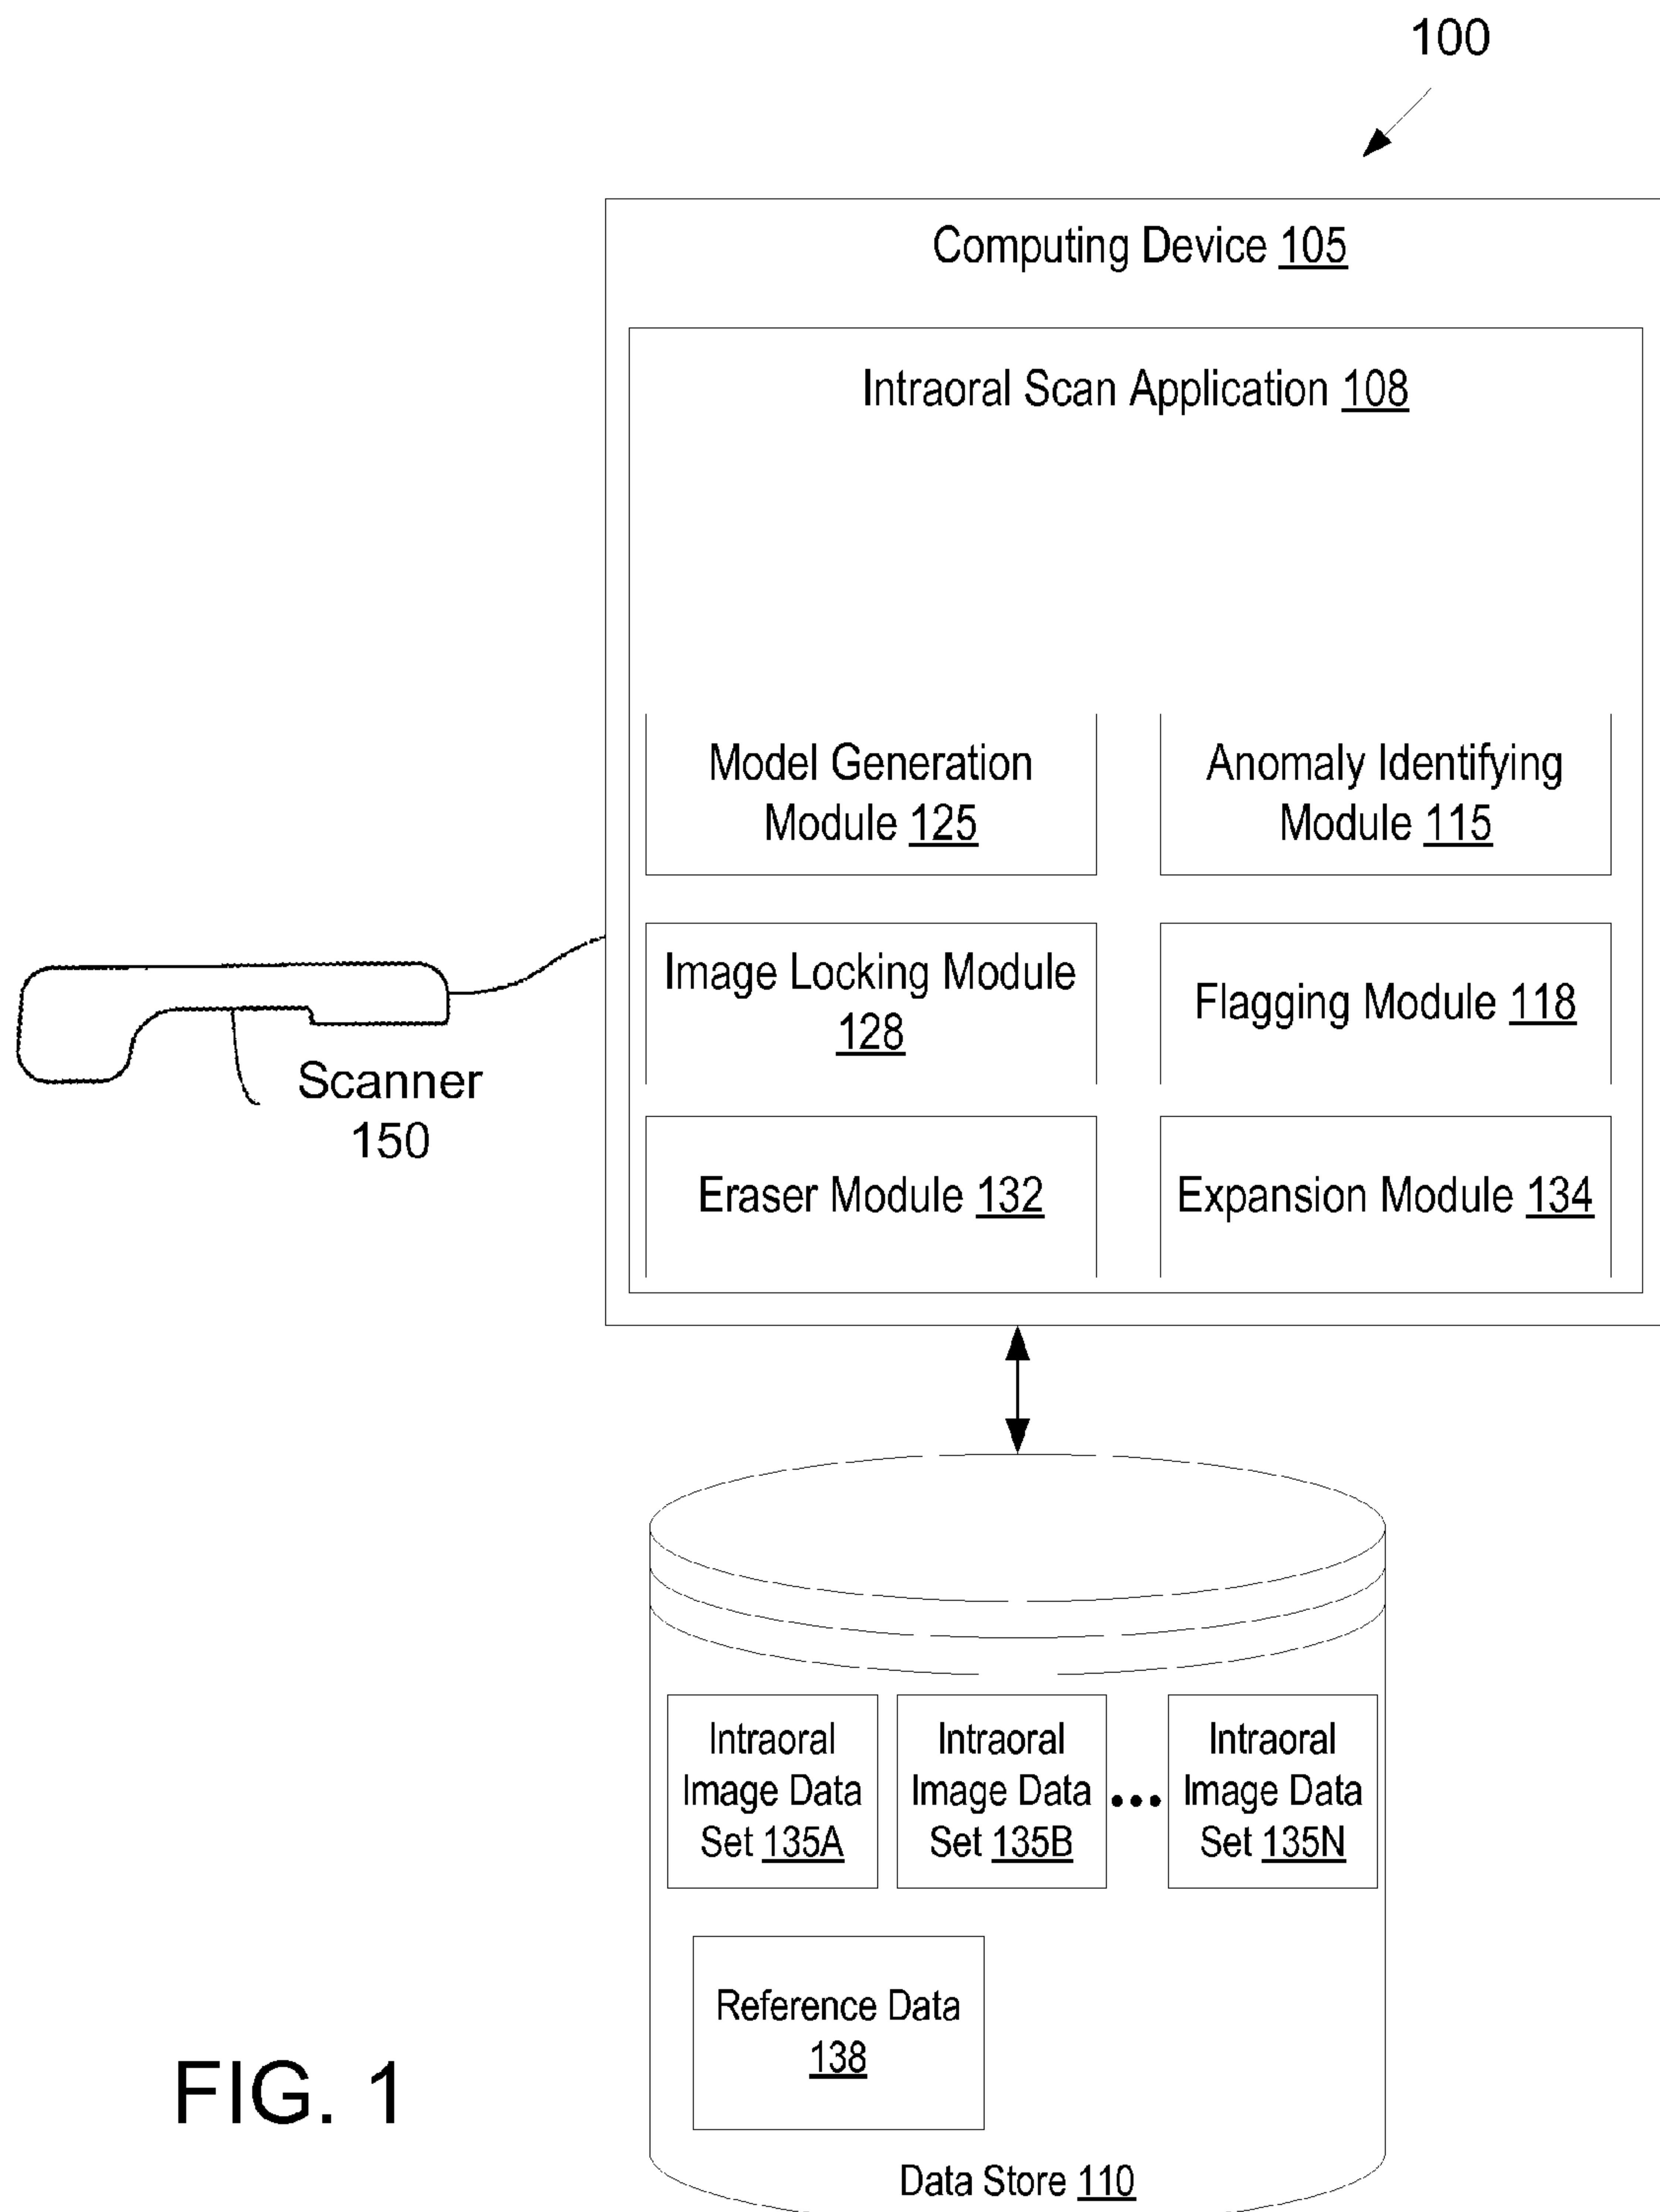 100
Computing Device 105
Intraoral Scan Application 108
Model Generation
Module 125
Anomaly Identifying
Module 115
Image Locking Module
128
Flagging Module 118
Scanner
150
Eraser Module 132
Expansion Module 134
Intraoral
Image Data
Set 135A
Intraoral
Image Data
Set 135B
•••
Intraoral
Image Data
Set 135N
Reference Data
138
Data Store 110
FIG. 1